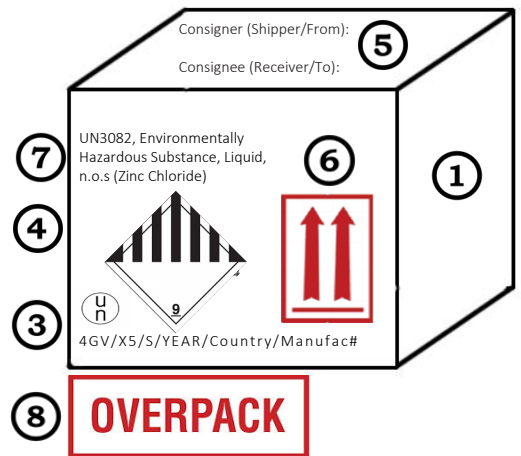 Consigner (Shipper/From):
5
Consignee (Receiver/To):
7
UN3082, Environmentally
Hazardous Substance, Liquid,
n.o.s (Zinc Chloride)
6
1
4
9
u
n
3
4GV/X5/S/YEAR/Country/Manufac#
8
OVERPACK